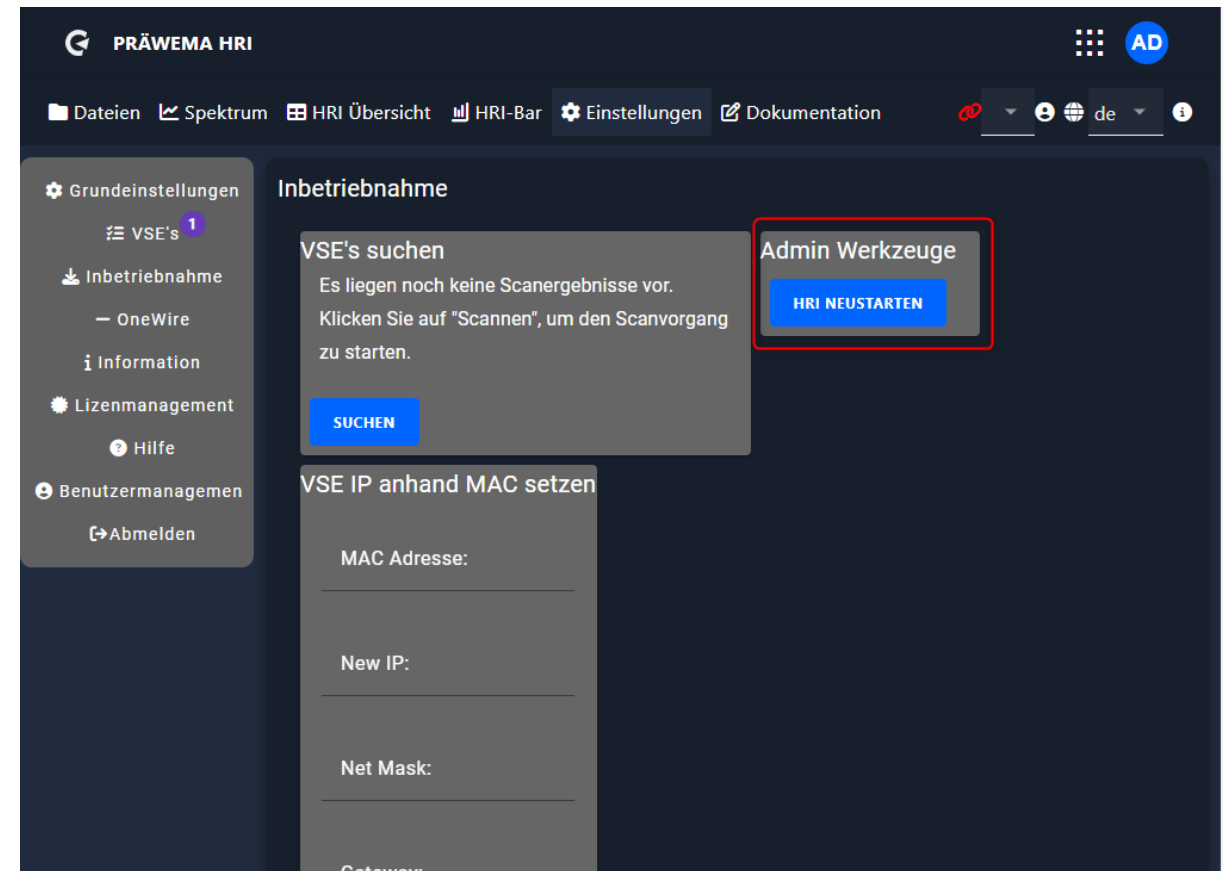 PRÄWEMA HRI
AD
Dateien
Spektrum
HRI Übersicht
HRI-Bar
Einstellungen
Dokumentation
de
Grundeinstellungen
VSE's
1
Inbetriebnahme
OneWire
Information
Lizenmanagement
Hilfe
Benutzermanagemen
Abmelden
Inbetriebnahme
VSE's suchen
Es liegen noch keine Scanergebnisse vor.
Klicken Sie auf "Scannen", um den Scanvorgang
zu starten.
SUCHEN
Admin Werkzeuge
HRI NEUSTARTEN
VSE IP anhand MAC setzen
MAC Adresse:
New IP:
Net Mask:
Gateway: